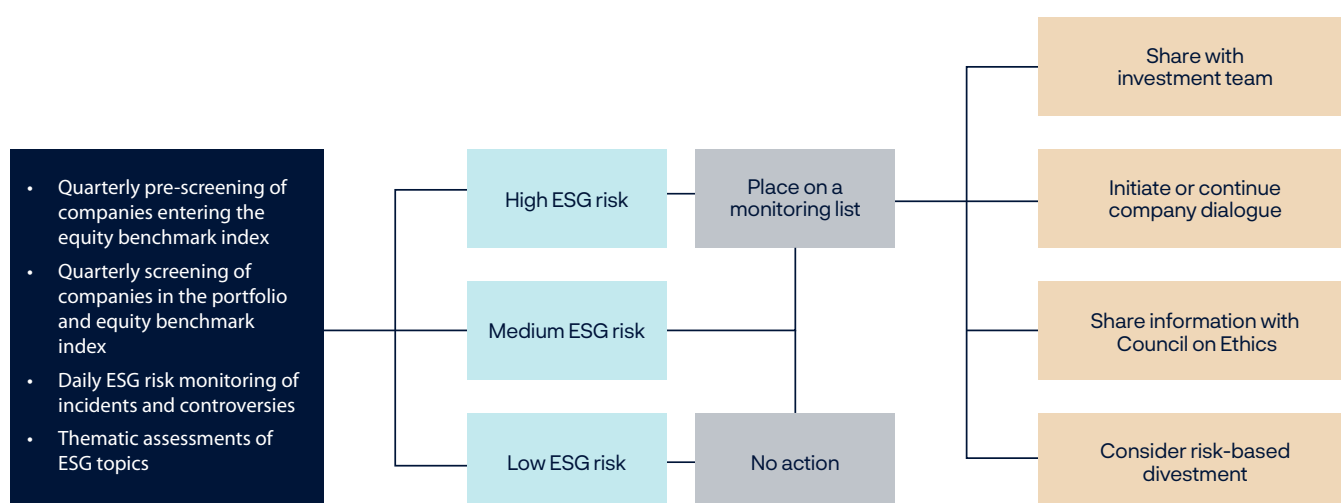 • Quarterly pre-screening of
companies entering the
equity benchmark index
• Quarterly screening of
companies in the portfolio
and equity benchmark
index
• Daily ESG risk monitoring of
incidents and controversies
• Thematic assessments of
ESG topics
High ESG risk
Medium ESG risk
Low ESG risk
Place on a
monitoring list
No action
Share with
investment team
Initiate or continue
company dialogue
Share information with
Council on Ethics
Consider risk-based
divestment